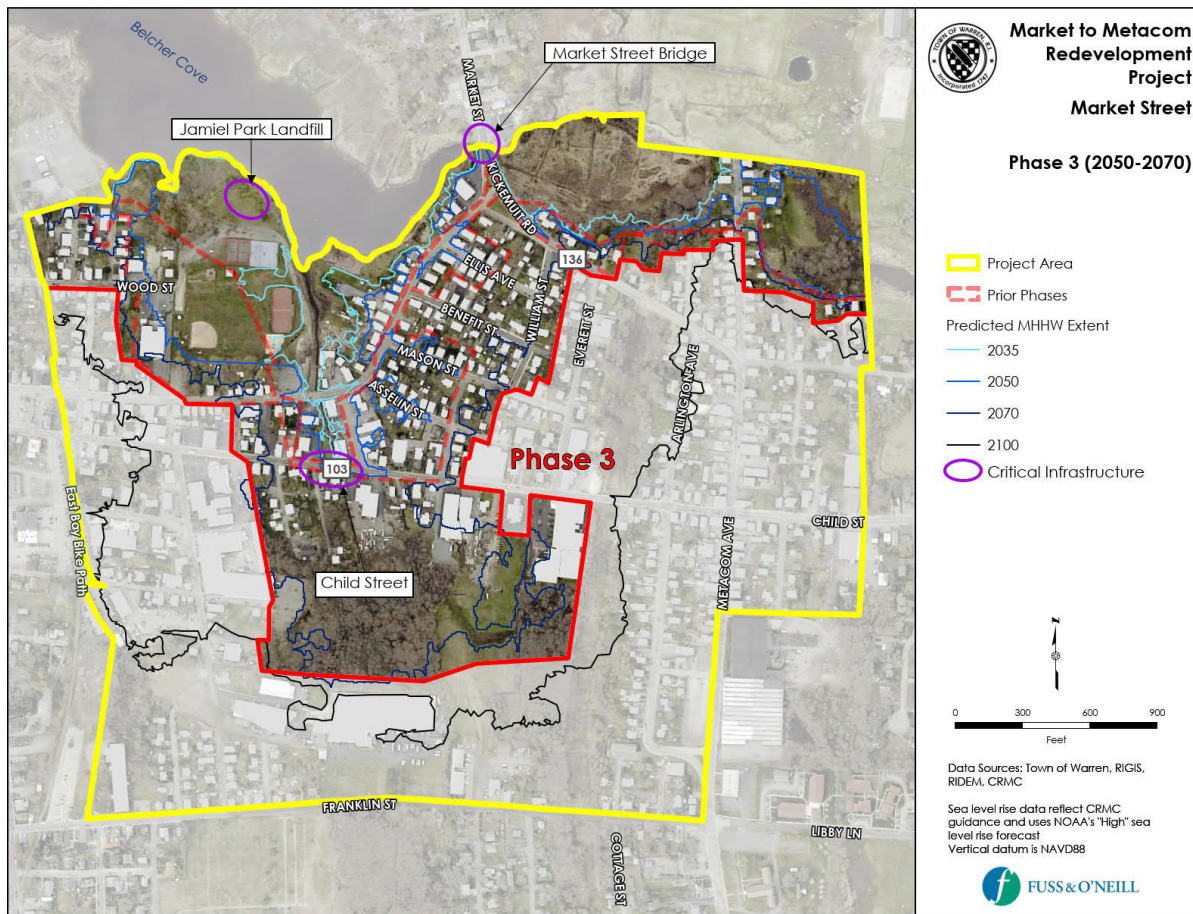 Market to Metacom
Redevelopment
Project
Market Street
Phase 3 (2050-2070)
TOWN OF WARREN, R.I.
Incorporated 1747
Project Area
Prior Phases
Predicted MHHW Extent
2035
2050
2070
2100
Critical Infrastructure
0 300 600 900
Feet
Data Sources: Town of Warren, RIGIS,
RIDEM, CRMC
Sea level rise data reflect CRMC
guidance and uses NOAA's "High" sea
level rise forecast
Vertical datum is NAVD88
FUSS & O'NEILL
Belcher Cove
Market Street Bridge
MARKET ST
Jamiel Park Landfill
KICKEMUIT RD
136
ELLIS AVE
WOOD ST
BENEFIT ST
WILLIAM ST
EVERETT ST
MASON ST
ARLINGTON AVE
ASSELIN ST
Phase 3
103
East Bay Bike Path
CHILD ST
Child Street
METACOM AVE
FRANKLIN ST
LIBBY LN
COTTAGE ST